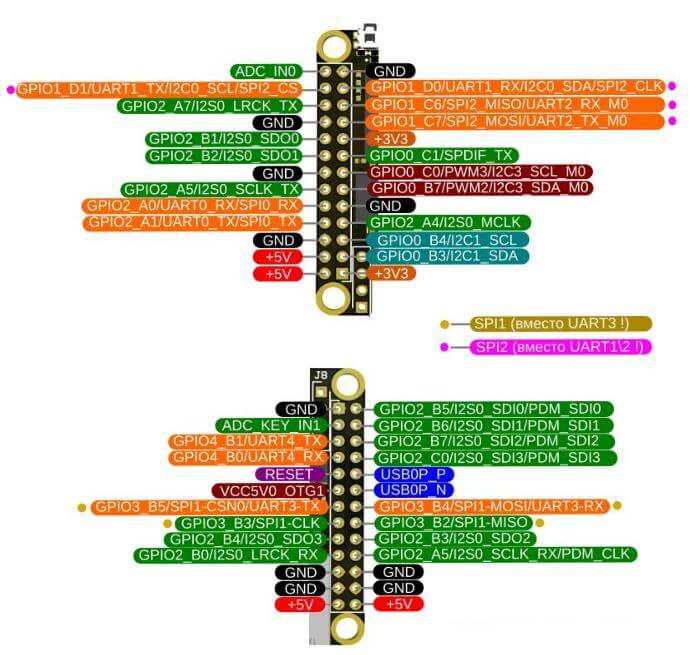 ADC_IN0
GND
GPIO1_D1/UART1_TX/I2C0_SCL/SPI2_CS
GPIO1_D0/UART1_RX/I2C0_SDA/SPI2_CLK
GPIO2_A7/I2S0_LRCK_TX
GPIO1_C6/SPI2_MISO/UART2_RX_M0
GND
GPIO1_C7/SPI2_MOSI/UART2_TX_M0
GPIO2_B1/I2S0_SDO0
+3V3
GPIO2_B2/I2S0_SDO1
GPIO0_C1/SPDIF_TX
GND
GPIO0_C0/PWM3/I2C3_SCL_M0
GPIO2_A5/I2S0_SCLK_TX
GPIO0_B7/PWM2/I2C3_SDA_M0
GPIO2_A0/UART0_RX/SPI0_RX
GND
GPIO2_A1/UART0_TX/SPI0_TX
GPIO2_A4/I2S0_MCLK
GND
GPIO0_B4/I2C1_SCL
+5V
GPIO0_B3/I2C1_SDA
+5V
+3V3
SPI1 (вместо UART3 !)
SPI2 (вместо UART1\2 !)
J8
GND
GPIO2_B5/I2S0_SDI0/PDM_SDI0
ADC_KEY_IN1
GPIO2_B6/I2S0_SDI1/PDM_SDI1
GPIO4_B1/UART4_TX
GPIO2_B7/I2S0_SDI2/PDM_SDI2
GPIO4_B0/UART4_RX
GPIO2_C0/I2S0_SDI3/PDM_SDI3
RESET
USB0P_P
VCC5V0_OTG1
USB0P_N
GPIO3_B5/SPI1-CSN0/UART3-TX
GPIO3_B4/SPI1-MOSI/UART3-RX
GPIO3_B3/SPI1-CLK
GPIO3_B2/SPI1-MISO
GPIO2_B4/I2S0_SDO3
GPIO2_B3/I2S0_SDO2
GPIO2_B0/I2S0_LRCK_RX
GPIO2_A5/I2S0_SCLK_RX/PDM_CLK
GND
GND
GND
GND
+5V
+5V